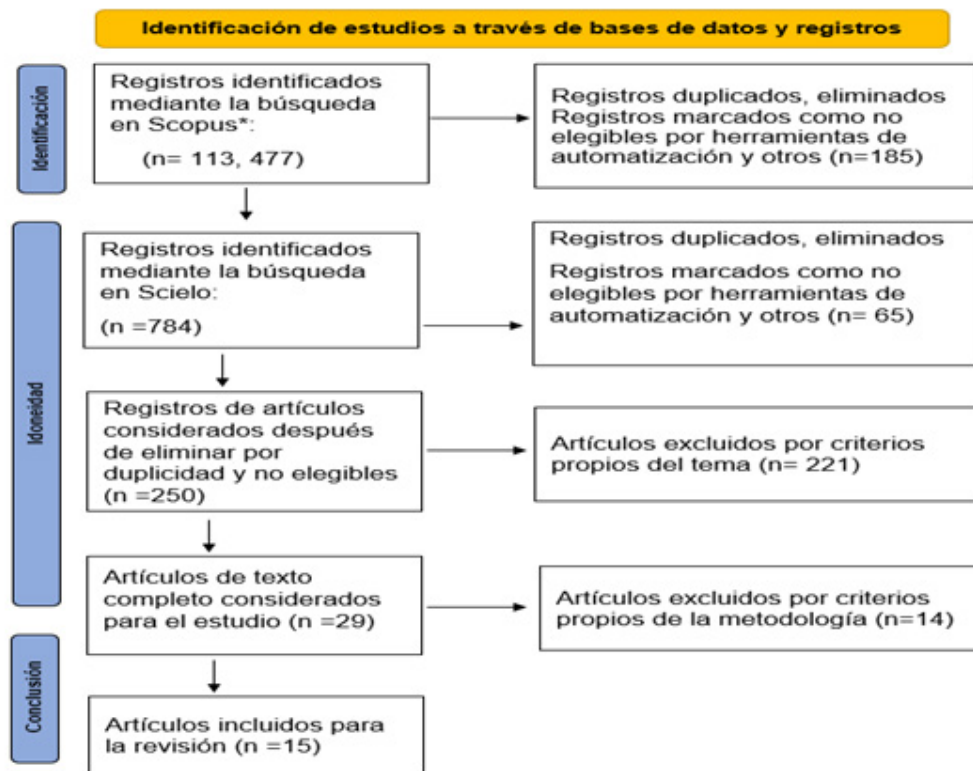 Identificación de estudios a través de bases de datos y registros
Identificación
Registros identificados
mediante la búsqueda
en Scopus*:
(n= 113, 477)
Registros duplicados, eliminados
Registros marcados como no
elegibles por herramientas de
automatización y otros (n=185)
Idoneidad
Registros identificados
mediante la búsqueda
en Scielo:
(n =784)
Registros duplicados, eliminados
Registros marcados como no
elegibles por herramientas de
automatización y otros (n= 65)
Registros de artículos
considerados después
de eliminar por
duplicidad y no elegibles
(n =250)
Artículos excluidos por criterios
propios del tema (n= 221)
Artículos de texto
completo considerados
para el estudio (n =29)
Artículos excluidos por criterios
propios de la metodología (n=14)
Conclusión
Artículos incluidos para
la revisión (n =15)